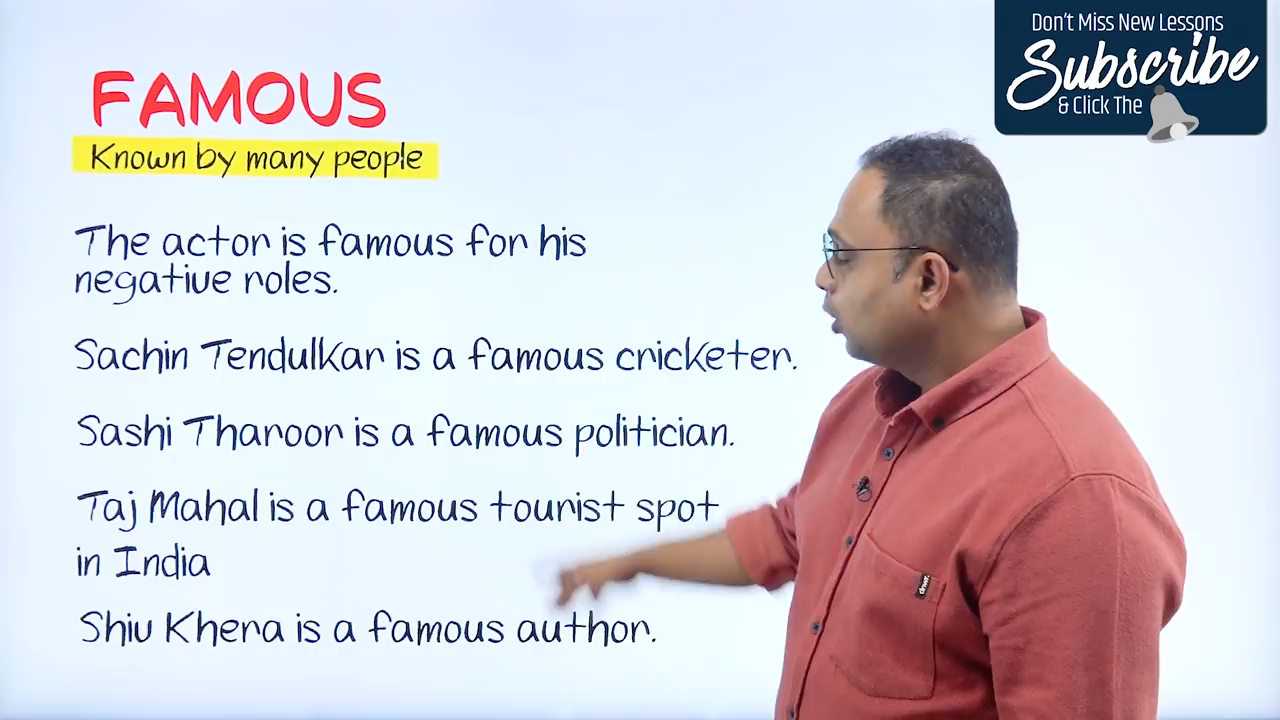 Don't Miss New Lessons
Subscribe
& Click The
FAMOUS
Known by many people
The actor is famous for his
negative roles.
Sachin Tendulkar is a famous cricketer.
Sashi Tharoor is a famous politician.
Taj Mahal is a famous tourist spot
in India
Shiv Khera is a famous author.